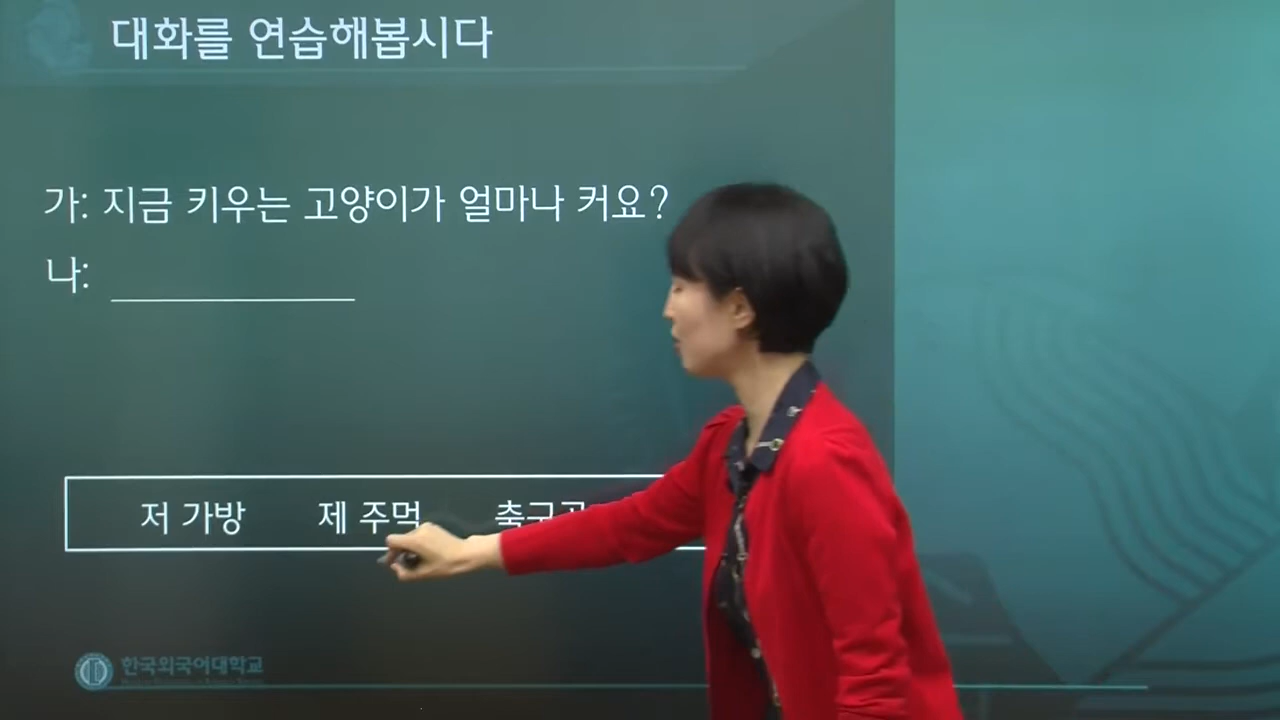 대화를 연습해봅시다
가: 지금 키우는 고양이가 얼마나 커요?
나:
저 가방 제 주먹
한국외국어대학교